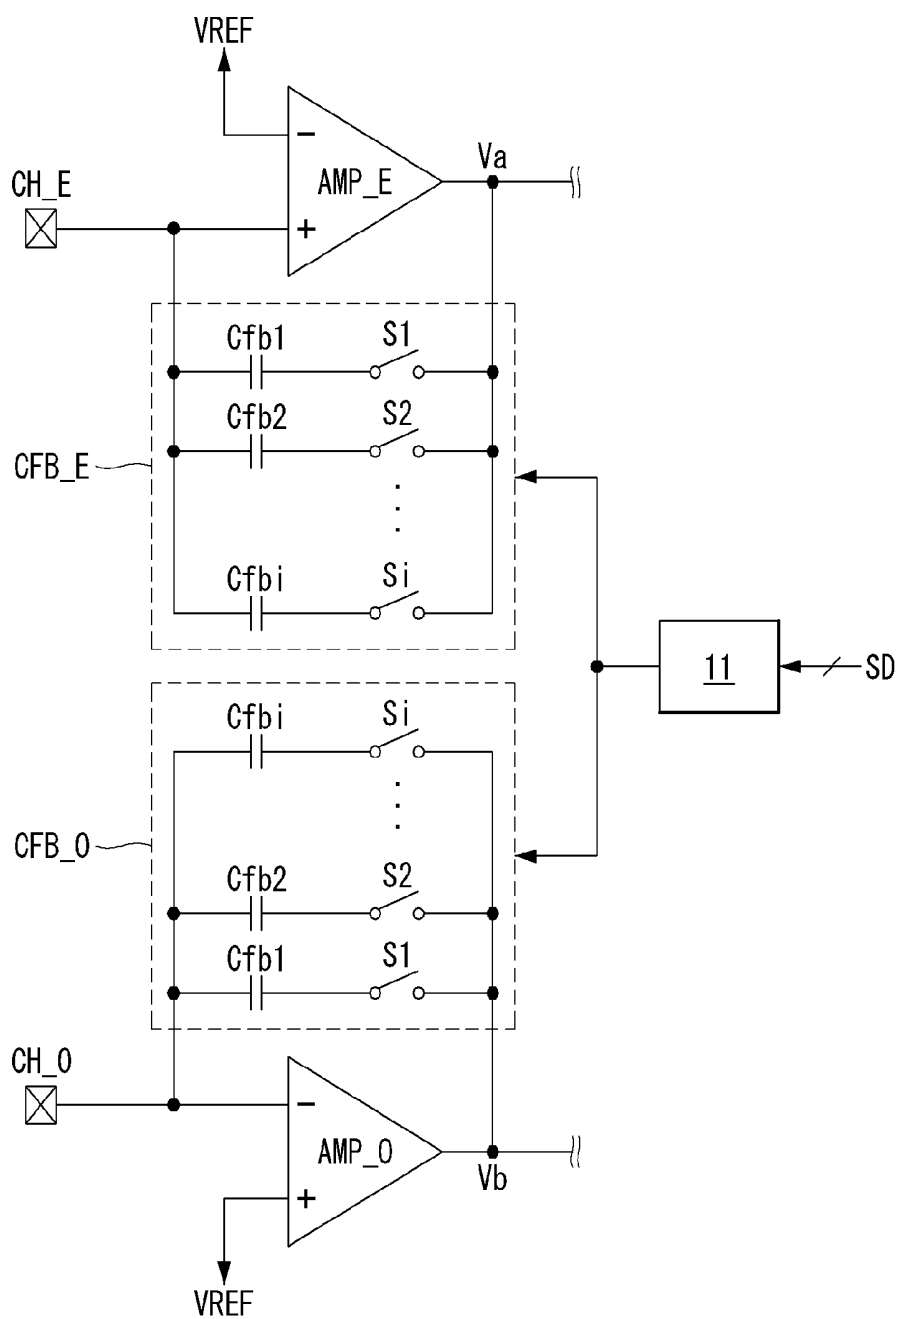 VREF
−
AMP_E
+
CH_E
Va
Cfb1
S1
Cfb2
S2
CFB_E
Cfbi
Si
11
SD
Cfbi
Si
CFB_O
Cfb2
S2
Cfb1
S1
CH_O
−
AMP_O
+
Vb
VREF